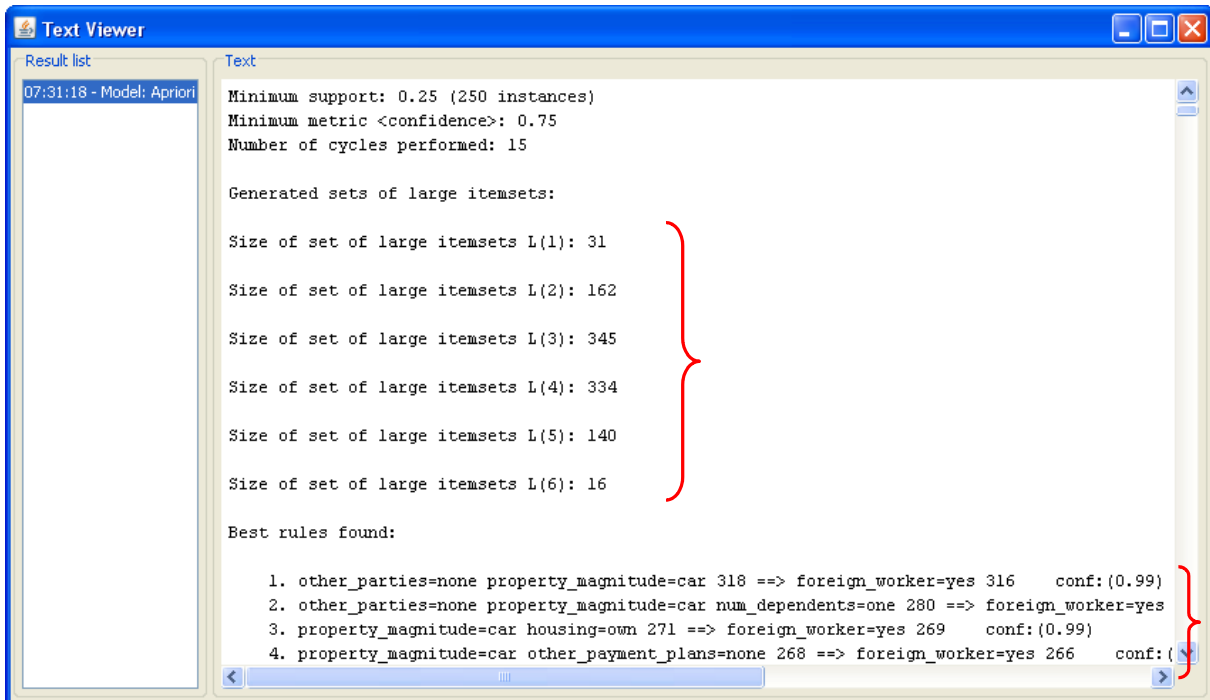 Text Viewer
Result list
Text
07:31:18 - Model: Apriori
Minimum support: 0.25 (250 instances)
Minimum metric <confidence>: 0.75
Number of cycles performed: 15
Generated sets of large itemsets:
Size of set of large itemsets L(1): 31
Size of set of large itemsets L(2): 162
Size of set of large itemsets L(3): 345
Size of set of large itemsets L(4): 334
Size of set of large itemsets L(5): 140
Size of set of large itemsets L(6): 16
Best rules found:
1. other_parties=none property_magnitude=car 318 ==> foreign_worker=yes 316 conf:(0.99)
2. other_parties=none property_magnitude=car num_dependents=one 280 ==> foreign_worker=yes
3. property_magnitude=car housing=own 271 ==> foreign_worker=yes 269 conf:(0.99)
4. property_magnitude=car other_payment_plans=none 268 ==> foreign_worker=yes 266 conf:(